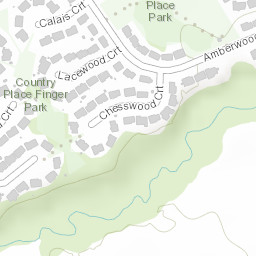 Calais Crt
Place
Park
Amberwood
Lacewood Crt
Country
Place Finger
Park
Chesswood Crt
Crt